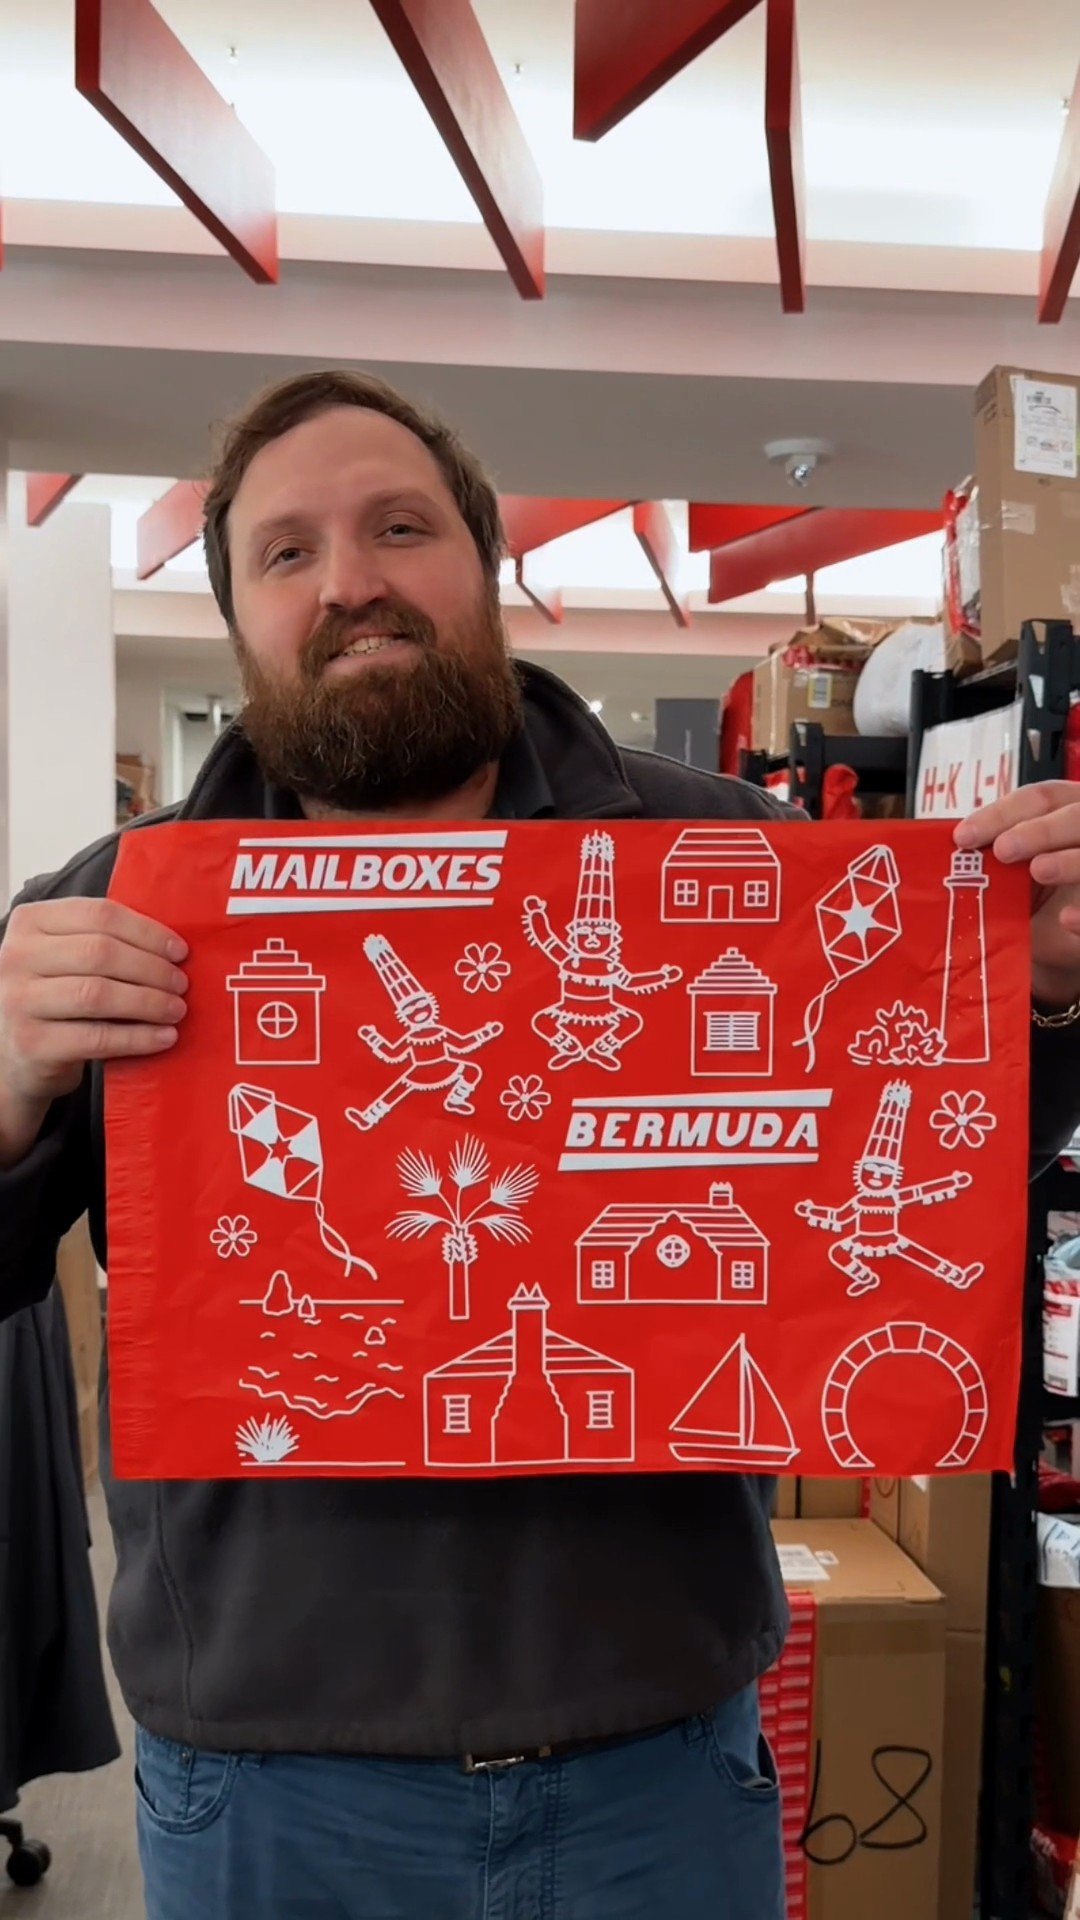 MAILBOXES
BERMUDA
H-K L-N
68